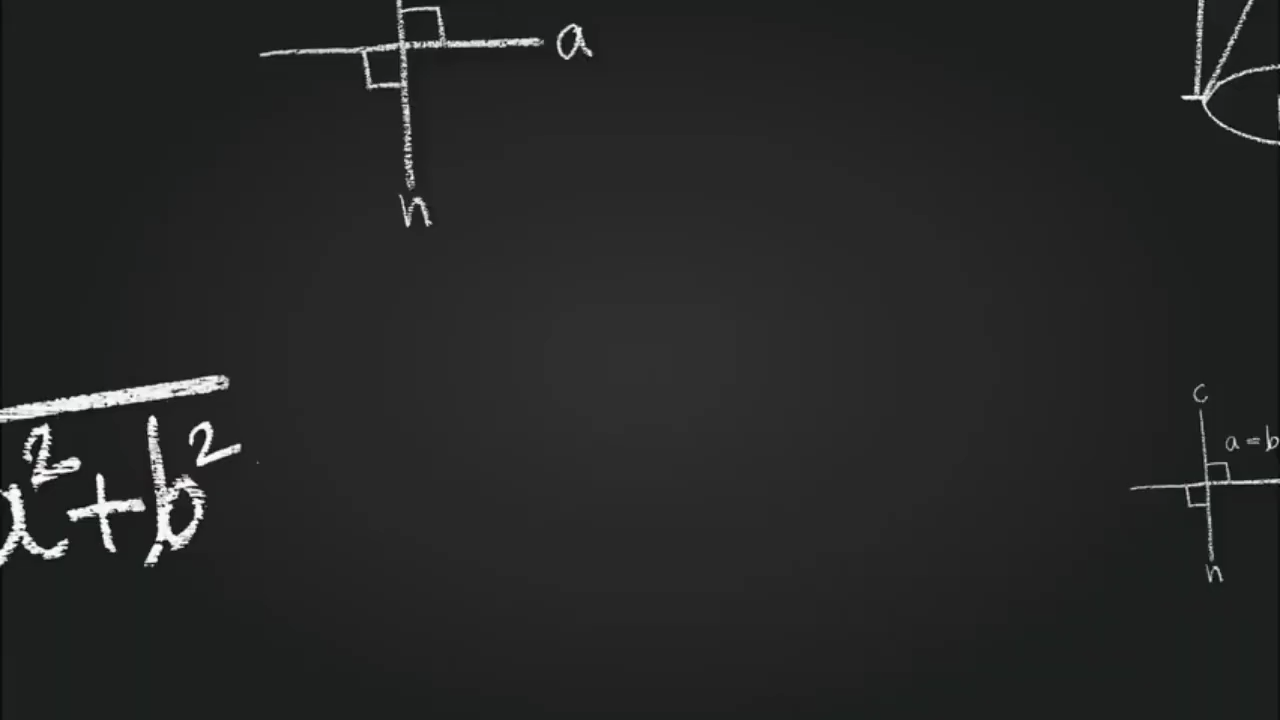 a
n
c
a = b
a² + b²
n